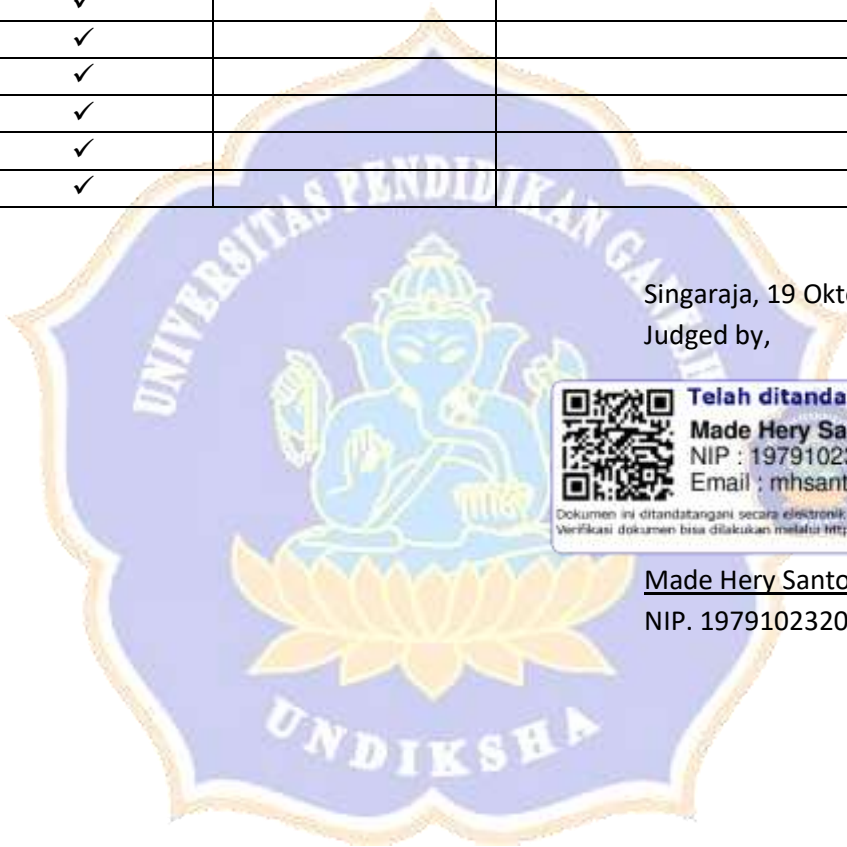 ✓
✓
✓
✓
✓
✓
UNIVERSITAS PENDIDIKAN GANESHA
Singaraja, 19 Okt
Judged by,
Telah ditanda
Made Hery Sa
NIP : 1979102
Email : mhsant
Dokumen ini ditandatangani secara elektronik
Verifikasi dokumen bisa dilakukan melalui http
Made Hery Santo
NIP. 1979102320
UNDIKSHA